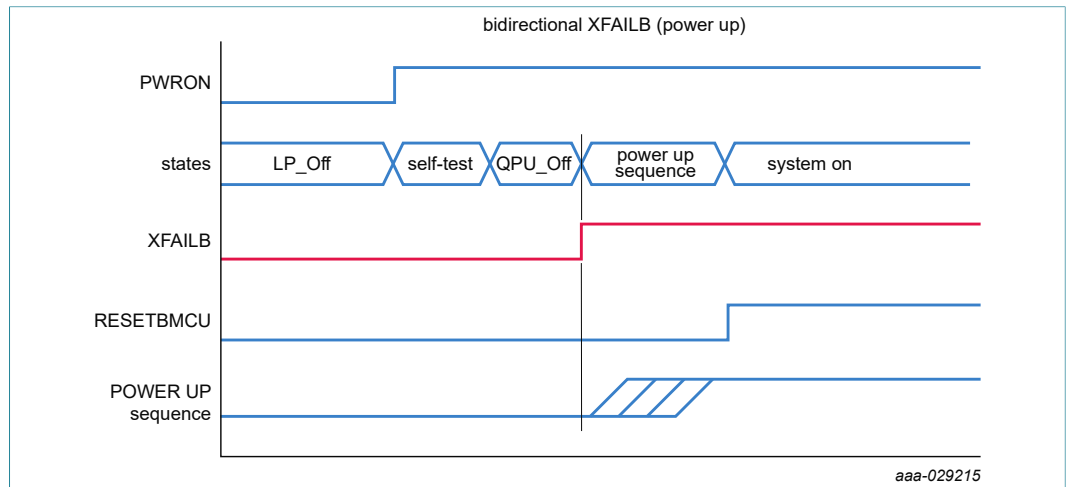 bidirectional XFAILB (power up)
PWRON
states
LP_Off
self-test
QPU_Off
power up
sequence
system on
XFAILB
RESETBMCU
POWER UP
sequence
aaa-029215